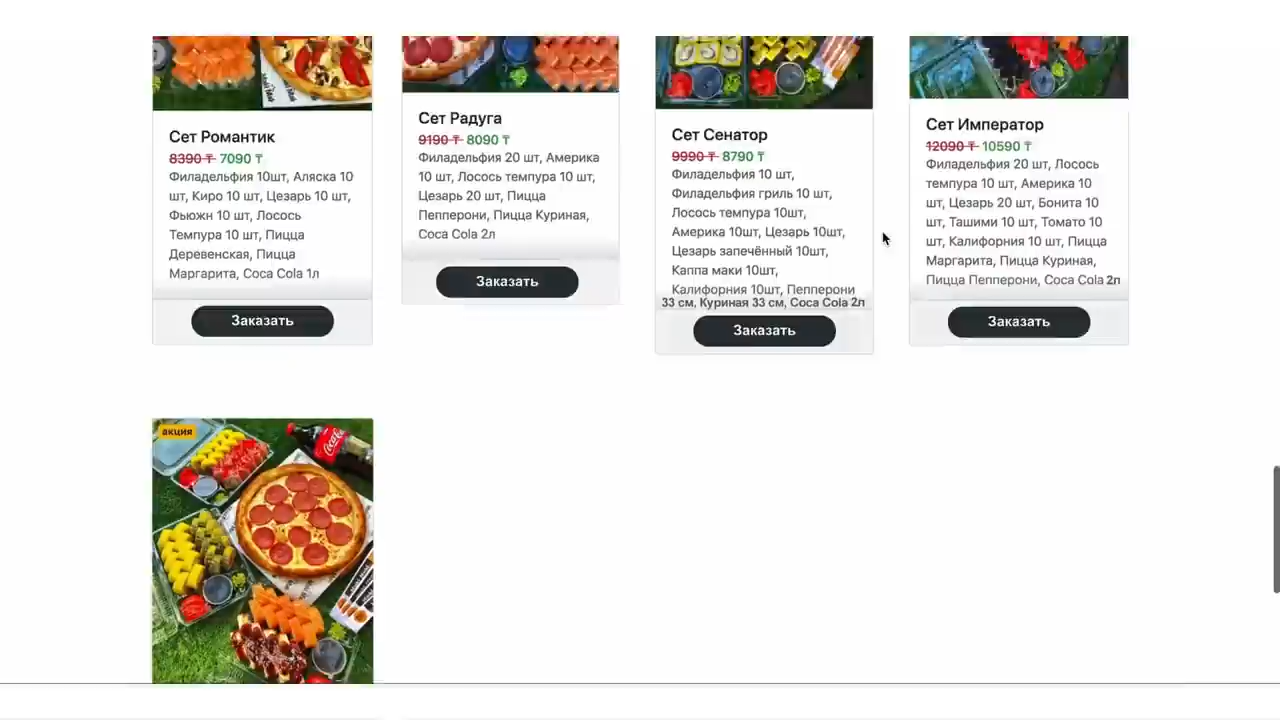 Сет Романтик
8390 ₸ 7090 ₸
Филадельфия 10шт, Аляска 10
шт, Киро 10 шт, Цезарь 10 шт,
Фьюжн 10 шт, Лосось
Темпура 10 шт, Пицца
Деревенская, Пицца
Маргарита, Coca Cola 1л
Заказать
Сет Радуга
9190 ₸ 8090 ₸
Филадельфия 20 шт, Америка
10 шт, Лосось темпура 10 шт,
Цезарь 20 шт, Пицца
Пепперони, Пицца Куриная,
Coca Cola 2л
Заказать
Сет Сенатор
9990 ₸ 8790 ₸
Филадельфия 10 шт,
Филадельфия гриль 10 шт,
Лосось темпура 10шт,
Америка 10шт, Цезарь 10шт,
Цезарь запечённый 10шт,
Каппа маки 10шт,
Калифорния 10шт, Пепперони
33 см, Куриная 33 см, Coca Cola 2л
Заказать
Сет Император
12090 ₸ 10590 ₸
Филадельфия 20 шт, Лосось
темпура 10 шт, Америка 10
шт, Цезарь 20 шт, Бонита 10
шт, Ташими 10 шт, Томато 10
шт, Калифорния 10 шт, Пицца
Маргарита, Пицца Куриная,
Пицца Пепперони, Coca Cola 2л
Заказать
акция
Coca-Cola